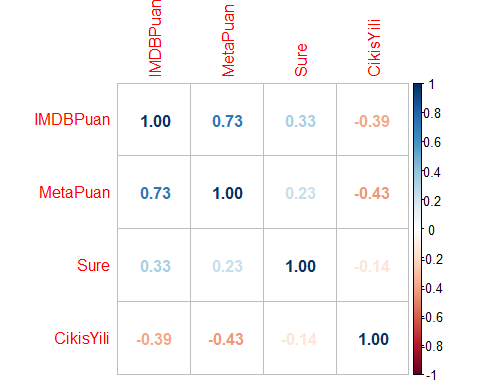 IMDBPuan MetaPuan Sure CikisYili
IMDBPuan 1.00 0.73 0.33 -0.39
MetaPuan 0.73 1.00 0.23 -0.43
Sure 0.33 0.23 1.00 -0.14
CikisYili -0.39 -0.43 -0.14 1.00
1
0.8
0.6
0.4
0.2
0
-0.2
-0.4
-0.6
-0.8
-1